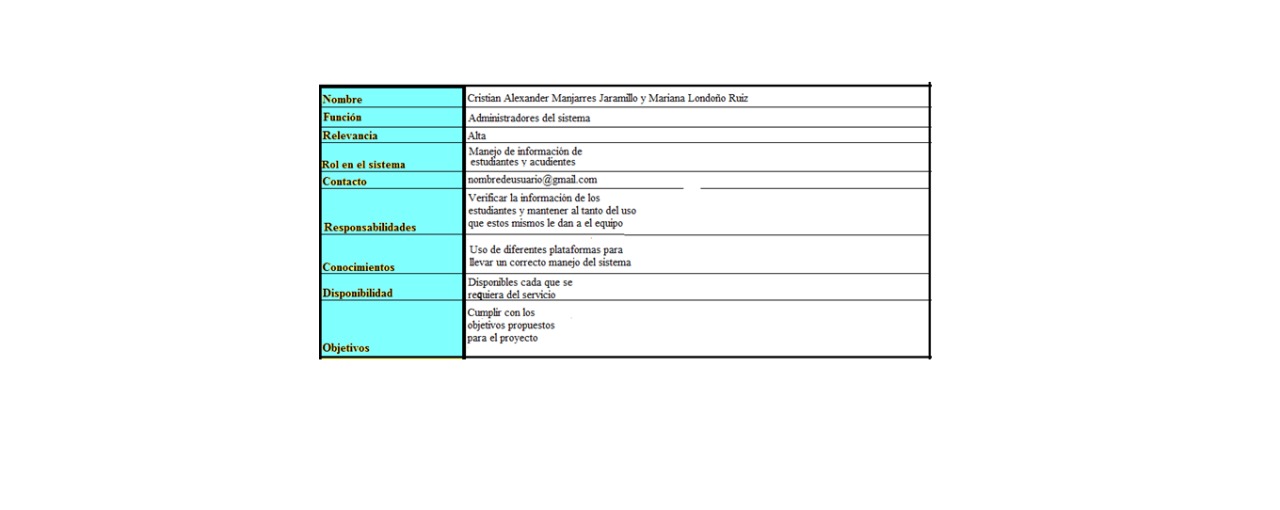 Nombre Cristian Alexander Manjarres Jaramillo y Mariana Londoño Ruiz
Función Administradores del sistema
Relevancia Alta
Rol en el sistema Manejo de información de
estudiantes y acudientes
Contacto nombredeusuario@gmail.com
Responsabilidades Verificar la información de los
estudiantes y mantener al tanto del uso
que estos mismos le dan a el equipo
Conocimientos Uso de diferentes plataformas para
llevar un correcto manejo del sistema
Disponibilidad Disponibles cada que se
requiera del servicio
Objetivos Cumplir con los
objetivos propuestos
para el proyecto